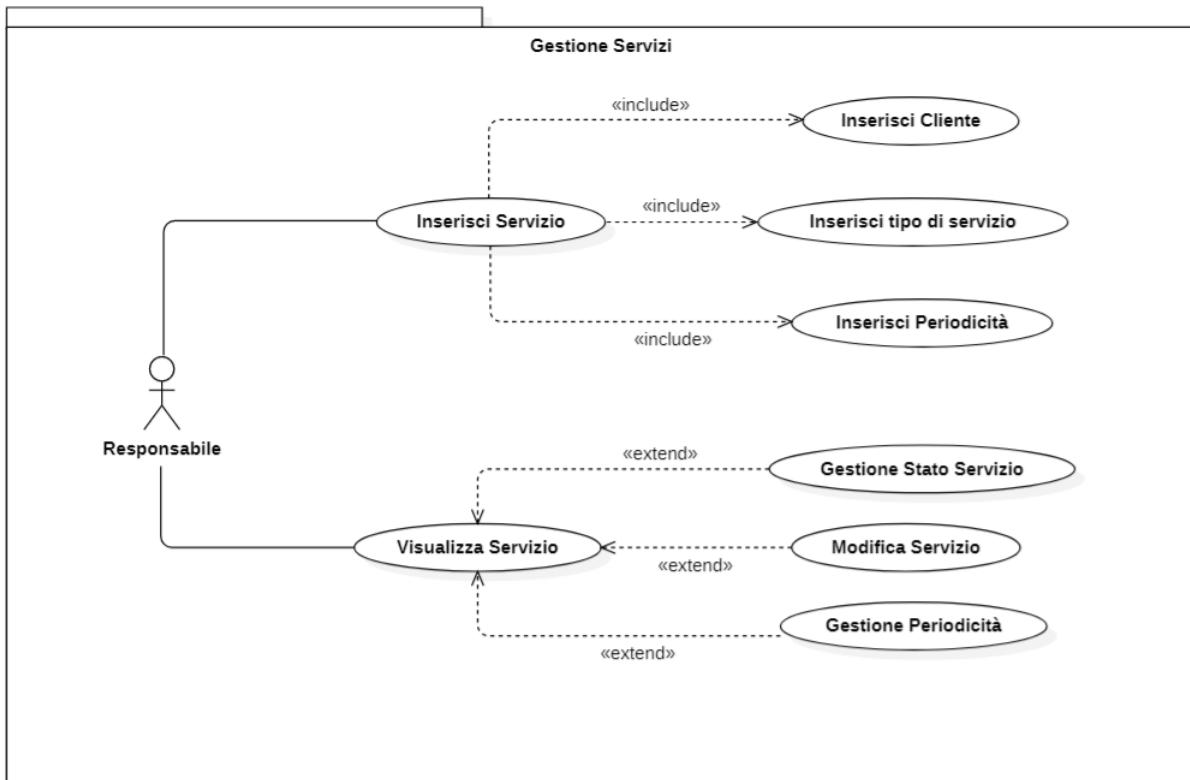 Gestione Servizi
«include»
Inserisci Cliente
Inserisci Servizio
«include»
Inserisci tipo di servizio
Inserisci Periodicità
«include»
Responsabile
«extend»
Gestione Stato Servizio
Visualizza Servizio
Modifica Servizio
«extend»
Gestione Periodicità
«extend»